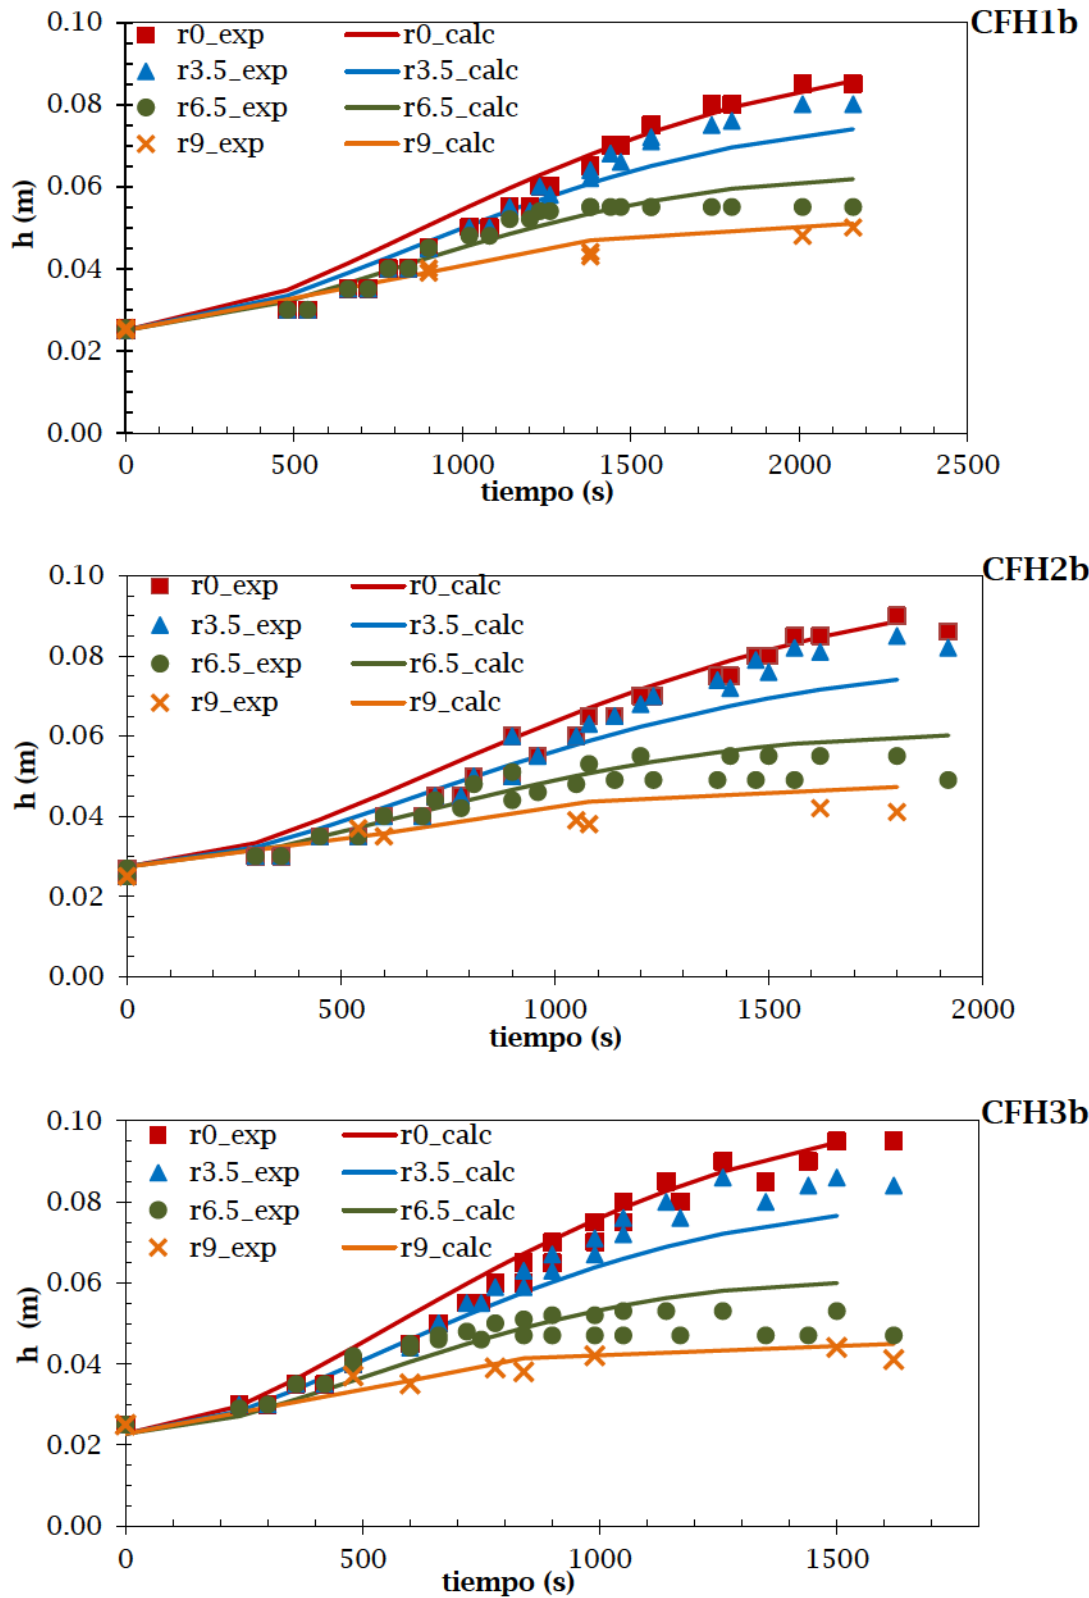 CFH1b
r0_exp r0_calc
r3.5_exp r3.5_calc
r6.5_exp r6.5_calc
r9_exp r9_calc
0.10
0.08
0.06
0.04
0.02
0.00
h (m)
0 500 1000 1500 2000 2500
tiempo (s)
CFH2b
r0_exp r0_calc
r3.5_exp r3.5_calc
r6.5_exp r6.5_calc
r9_exp r9_calc
0.10
0.08
0.06
0.04
0.02
0.00
h (m)
0 500 1000 1500 2000
tiempo (s)
CFH3b
r0_exp r0_calc
r3.5_exp r3.5_calc
r6.5_exp r6.5_calc
r9_exp r9_calc
0.10
0.08
0.06
0.04
0.02
0.00
h (m)
0 500 1000 1500
tiempo (s)